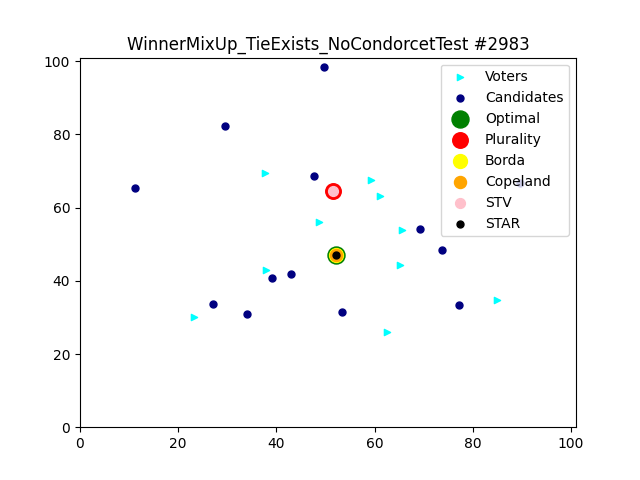 WinnerMixUp_TieExists_NoCondorcetTest #2983
100
80
60
40
20
0
0
20
40
60
80
100
Voters
Candidates
Optimal
Plurality
Borda
Copeland
STV
STAR